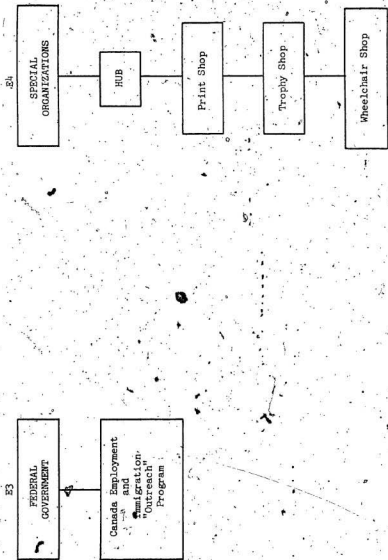 E3
FEDERAL
GOVERNMENT
Canada Employment
and
Immigration
"Outreach"
Program
E4
SPECIAL
ORGANIZATIONS
HUB
Print Shop
Trophy Shop
Wheelchair Shop